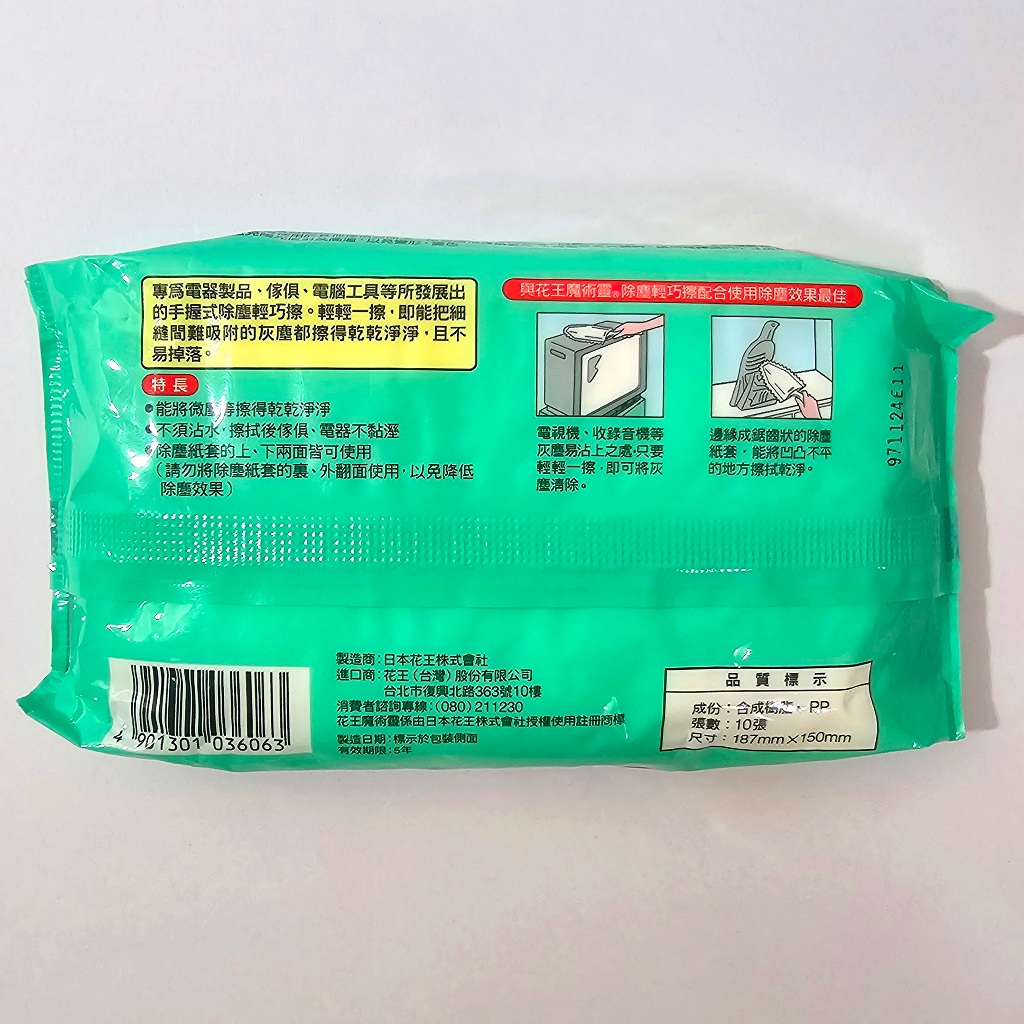 以免變形、變色
專為電器製品、傢俱、電腦工具等所發展出
的手握式除塵輕巧擦。輕輕一擦，即能把細
縫間難吸附的灰塵都擦得乾乾淨淨，且不
易掉落。
特長
•能將微塵等擦得乾乾淨淨
•不須沾水，擦拭後傢俱、電器不黏溼
•除塵紙套的上、下兩面皆可使用
（請勿將除塵紙套的裏、外翻面使用，以免降低
除塵效果）
與花王魔術靈®除塵輕巧擦配合使用除塵效果最佳
電視機、收錄音機等
灰塵易沾上之處，只要
輕輕一擦，即可將灰
塵清除。
邊緣成鋸齒狀的除塵
紙套，能將凹凸不平
的地方擦拭乾淨。
971124E11
4 901301 036063
製造商：日本花王株式會社
進口商：花王（台灣）股份有限公司
台北市復興北路363號10樓
消費者諮詢專線：(080) 211230
花王魔術靈係由日本花王株式會社授權使用註冊商標
製造日期：標示於包裝側面
有效期限：5年
品質標示
成份：合成樹脂，PP
張數：10張
尺寸：187mm×150mm